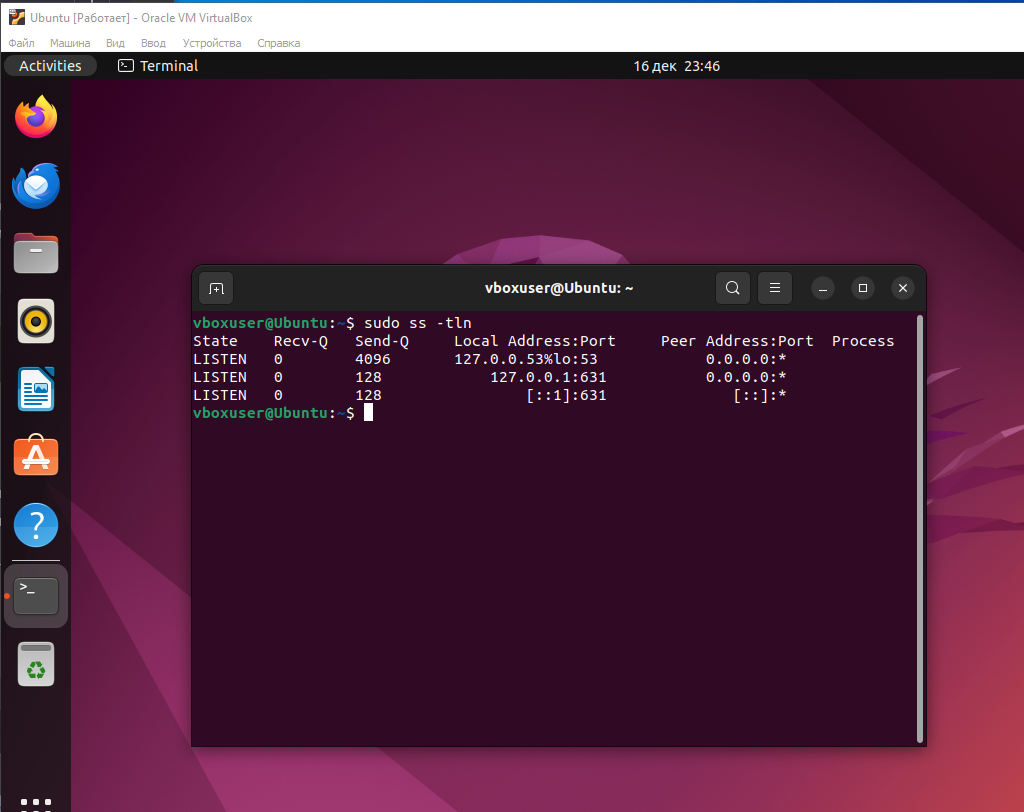 Ubuntu [Работает] - Oracle VM VirtualBox
Файл Машина Вид Ввод Устройства Справка
Activities Terminal 16 дек 23:46
vboxuser@Ubuntu: ~
vboxuser@Ubuntu:~$ sudo ss -tln
State Recv-Q Send-Q Local Address:Port Peer Address:Port Process
LISTEN 0 4096 127.0.0.53%lo:53 0.0.0.0:*
LISTEN 0 128 127.0.0.1:631 0.0.0.0:*
LISTEN 0 128 [::1]:631 [::]:*
vboxuser@Ubuntu:~$